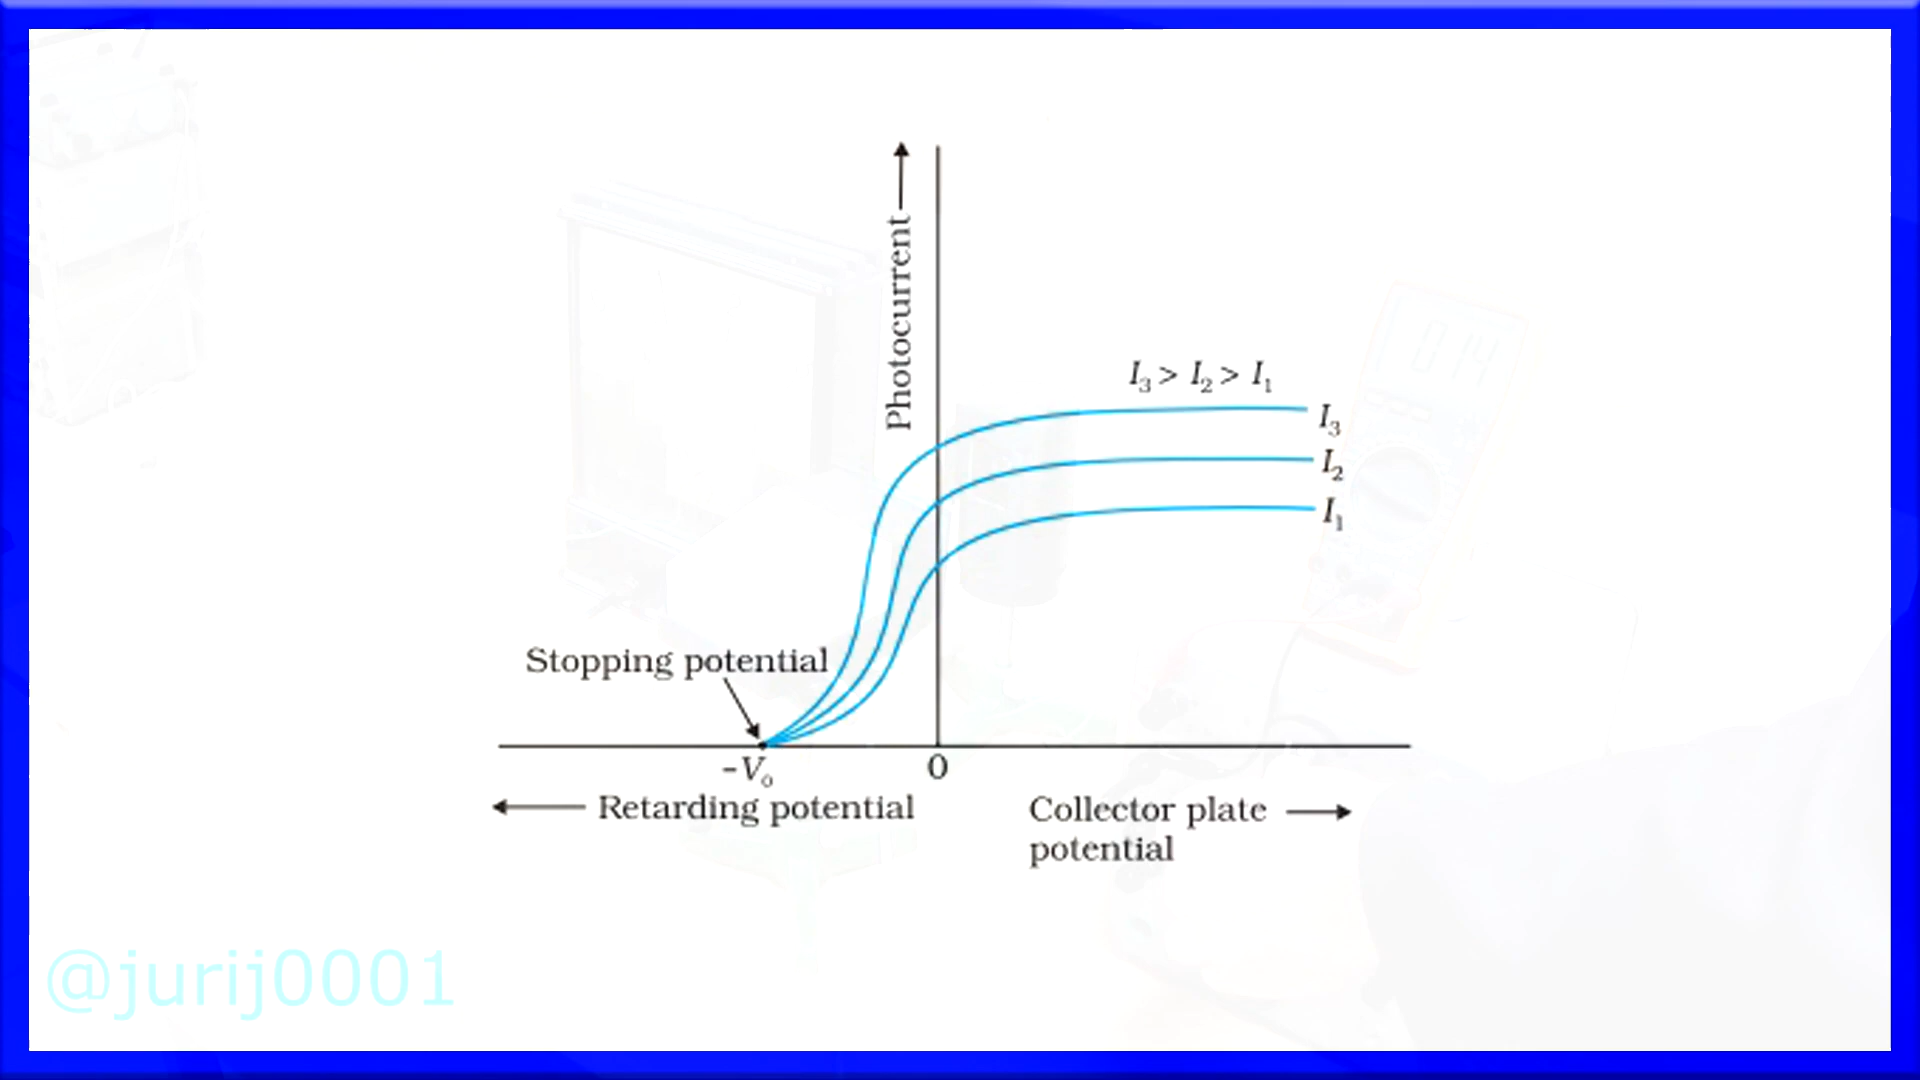 Photocurrent
I₃ > I₂ > I₁
I₃
I₂
I₁
Stopping potential
–V₀
0
Retarding potential
Collector plate
potential
@jurij0001